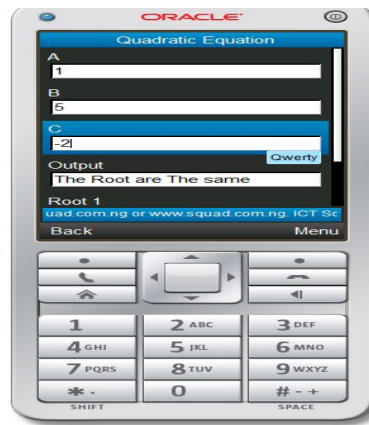 ORACLE
Quadratic Equation
A
1
B
5
C
-2
Qwerty
Output
The Root are The same
Root 1
uad.com.ng or www.squad.com.ng. ICT Sc
Back Menu
1 2 ABC 3 DEF
4 GHI 5 JKL 6 MNO
7 PQRS 8 TUV 9 WXYZ
* . 0 # - +
SHIFT SPACE